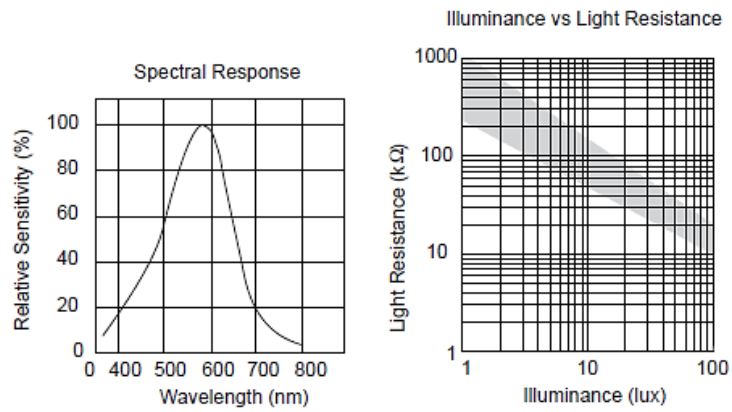 Illuminance vs Light Resistance
Spectral Response
Relative Sensitivity (%)
100
80
60
40
20
0
0 400 500 600 700 800
Wavelength (nm)
Light Resistance (kΩ)
1000
100
10
1
1 10 100
Illuminance (lux)